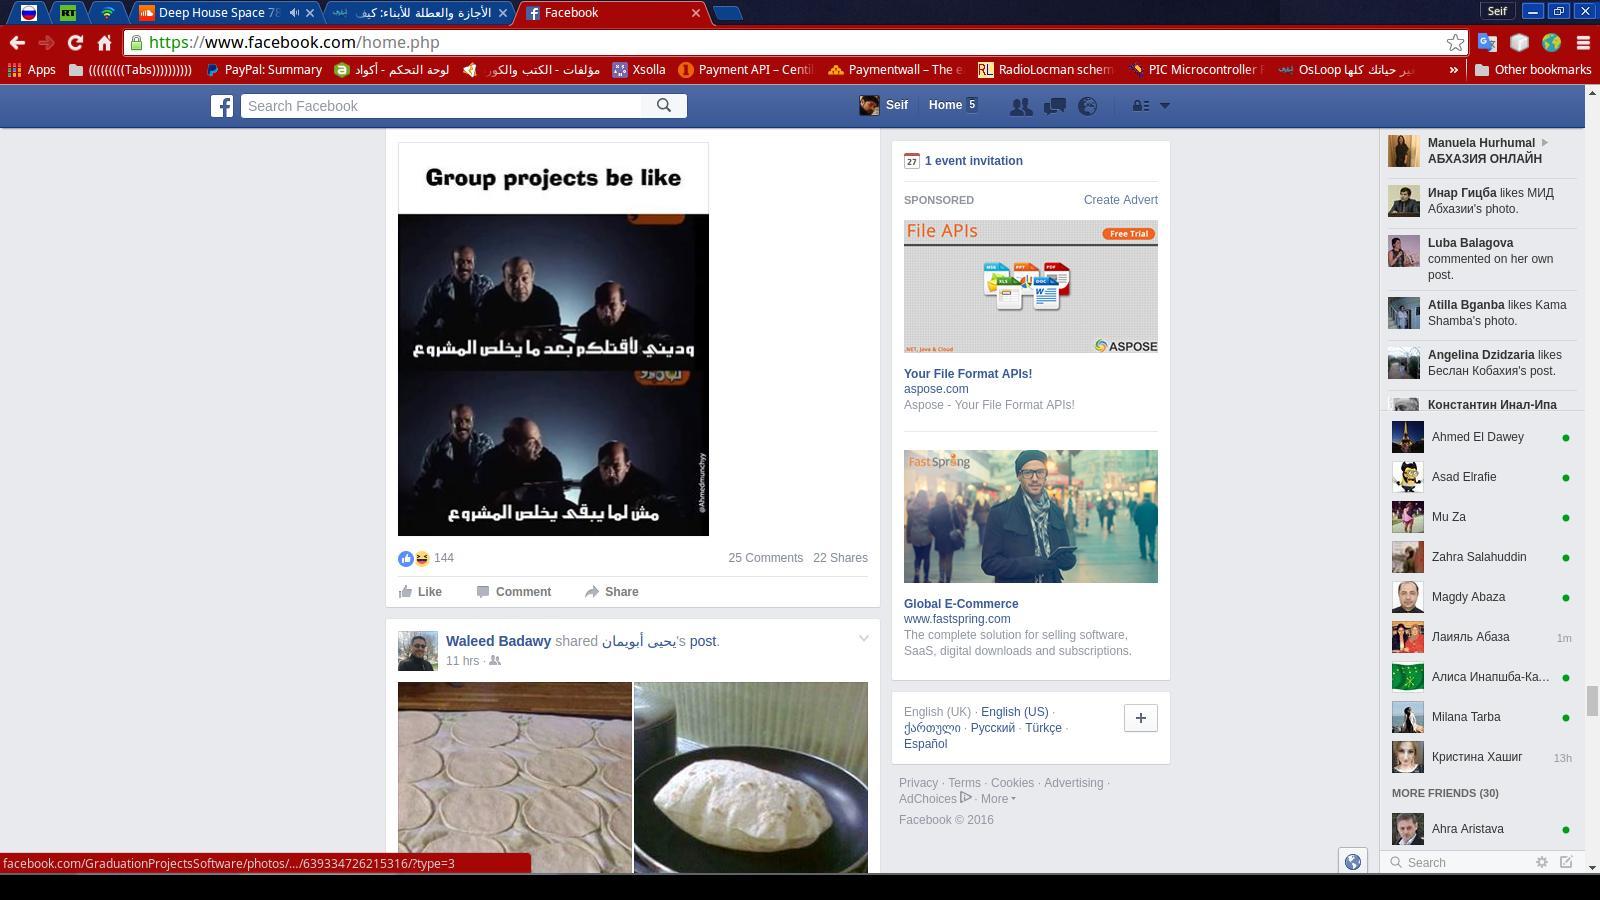 Deep House Space 78
الأجازة والعطلة للأبناء: كيف
Facebook
Seif
https://www.facebook.com/home.php
Apps
(((((((((Tabs))))))))))
PayPal: Summary
لوحة التحكم - أكواد
مؤلفات - الكتب والكور
Xsolla
Payment API – Centi
Paymentwall – The e
RadioLocman schem
PIC Microcontroller
OsLoop غير حياتك كلها
»
Other bookmarks
Search Facebook
Seif
Home 5
Group projects be like
وديني لأقتلكم بعد ما يخلص المشروع
مش لما يبقى يخلص المشروع
@Ahmedmunchyy
144
25 Comments 22 Shares
Like Comment Share
Waleed Badawy shared يحيى أبويمان's post.
11 hrs ·
27 1 event invitation
SPONSORED Create Advert
File APIs
Free Trial
XLS DOC PDF
.NET, Java & Cloud
ASPOSE
Your File Format APIs!
aspose.com
Aspose - Your File Format APIs!
FastSpring
Global E-Commerce
www.fastspring.com
The complete solution for selling software,
SaaS, digital downloads and subscriptions.
English (UK) · English (US) ·
ქართული · Русский · Türkçe ·
Español
Privacy · Terms · Cookies · Advertising ·
AdChoices · More
Facebook © 2016
Manuela Hurhumal
АБХАЗИЯ ОНЛАЙН
Инар Гицба likes МИД
Абхазии's photo.
Luba Balagova
commented on her own
post.
Atilla Bganba likes Kama
Shamba's photo.
Angelina Dzidzaria likes
Беслан Кобахия's post.
Константин Инал-Ипа
Ahmed El Dawey
Asad Elrafie
Mu Za
Zahra Salahuddin
Magdy Abaza
Лаияль Абаза 1m
Алиса Инапшба-Ка...
Milana Tarba
Кристина Хашиг 13h
MORE FRIENDS (30)
Ahra Aristava
Search
facebook.com/GraduationProjectsSoftware/photos/.../639334726215316/?type=3